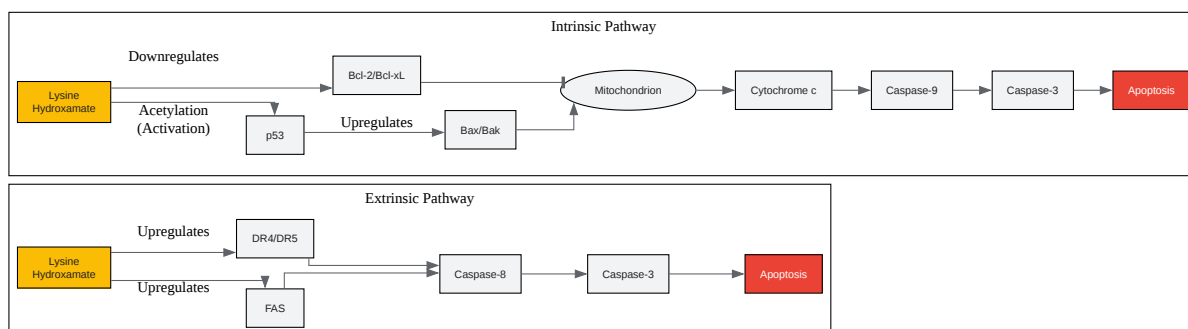 Intrinsic Pathway
Downregulates
Lysine
Hydroxamate
Bcl-2/Bcl-xL
Mitochondrion
Cytochrome c
Caspase-9
Caspase-3
Apoptosis
Acetylation
(Activation)
p53
Upregulates
Bax/Bak
Extrinsic Pathway
Upregulates
DR4/DR5
Lysine
Hydroxamate
Caspase-8
Caspase-3
Apoptosis
Upregulates
FAS